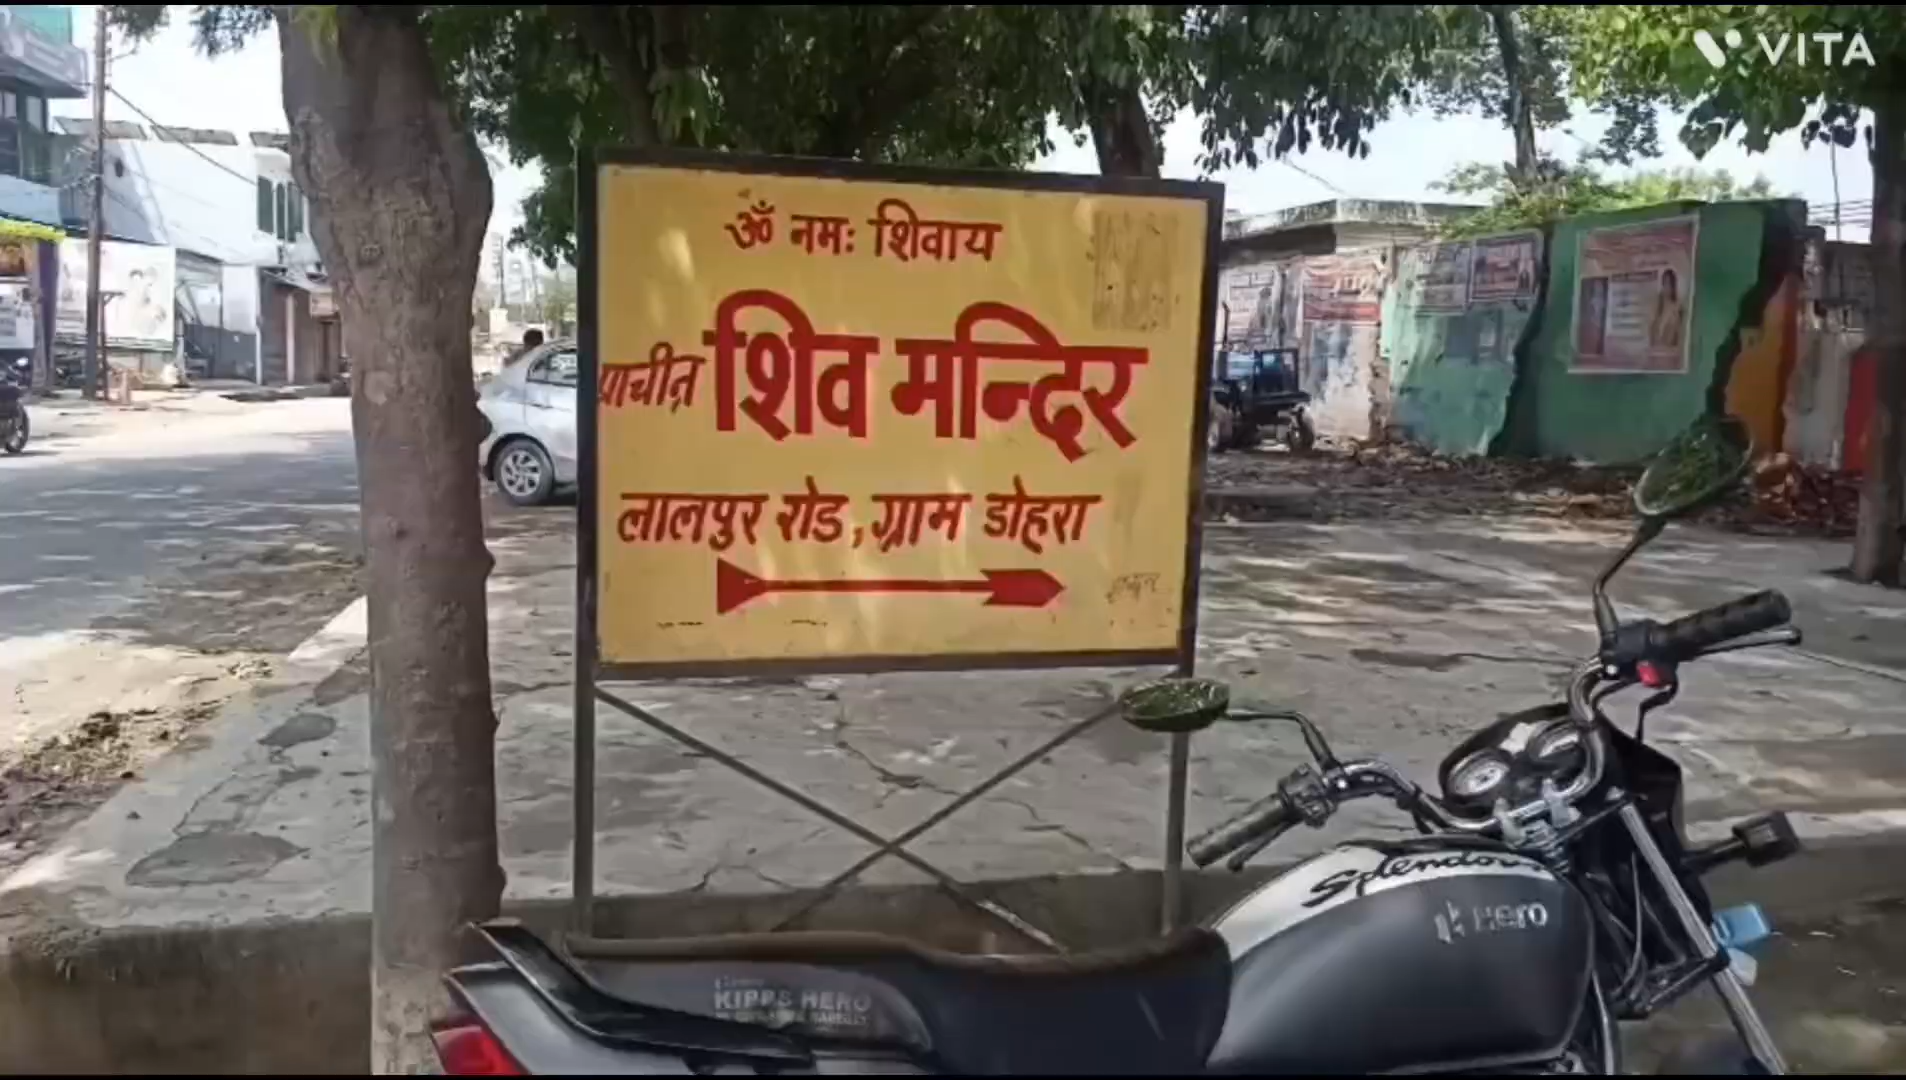 VITA
ॐ नमः शिवाय
प्राचीन शिव मन्दिर
लालपुर रोड, ग्राम डोहरा
Splendor
Hero
KIPPS HERO